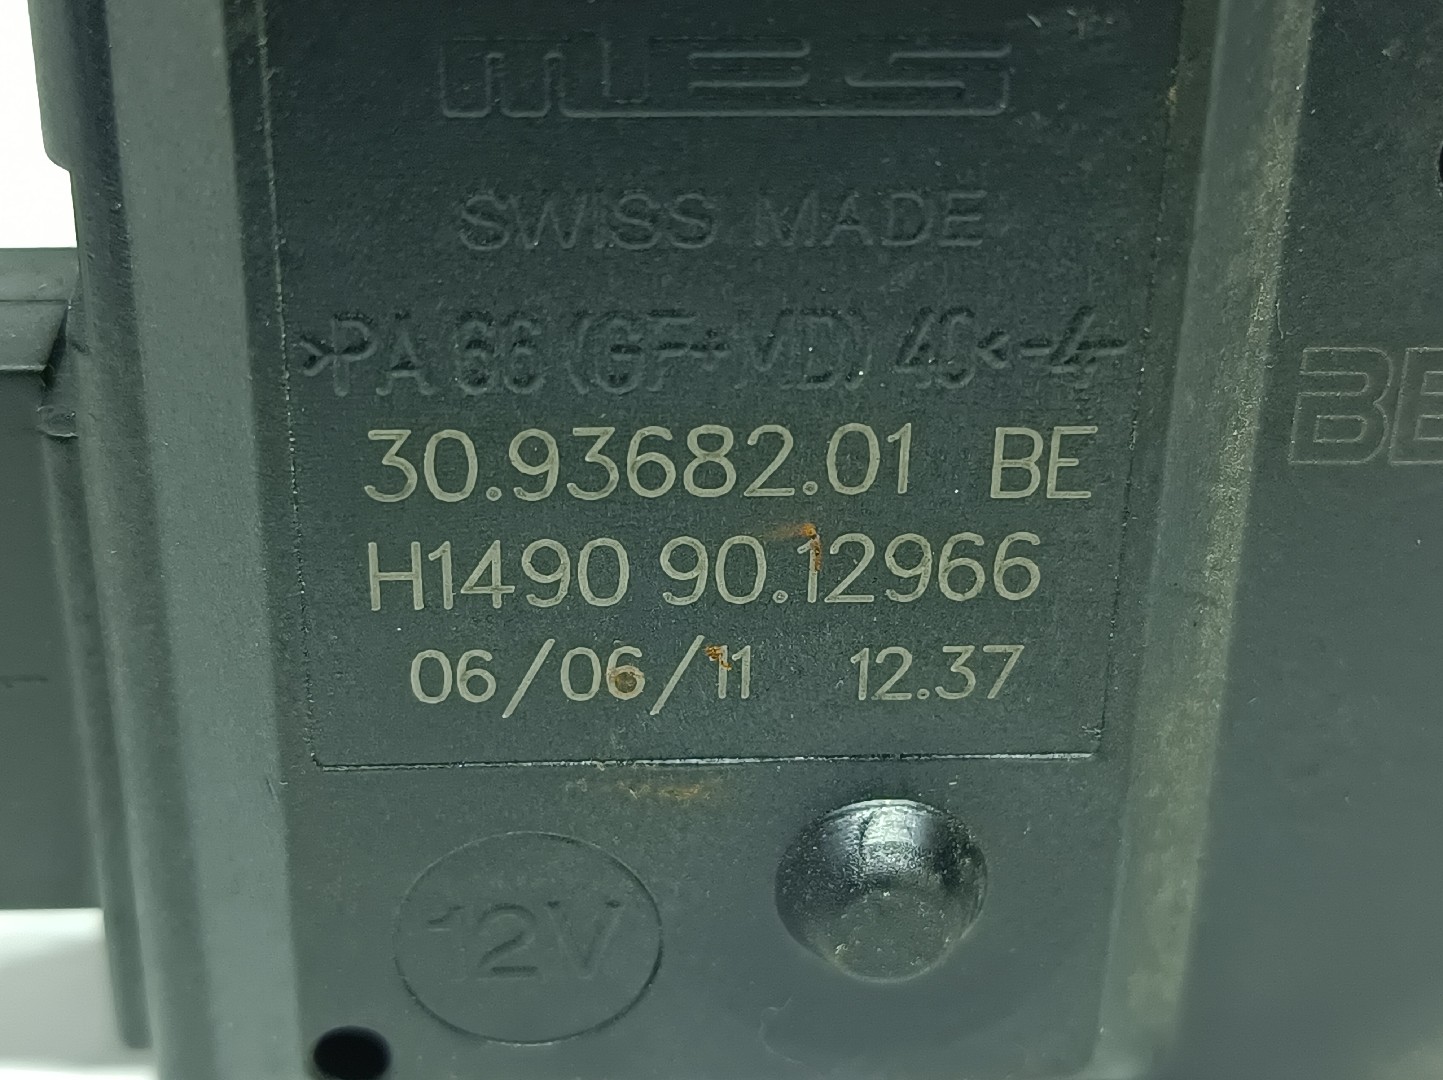 mes
SWISS MADE
>PA 66 (GF+MD) 40<-4-
30.93682.01 BE
H1490 90.12966
06/06/11 12.37
12V
BE